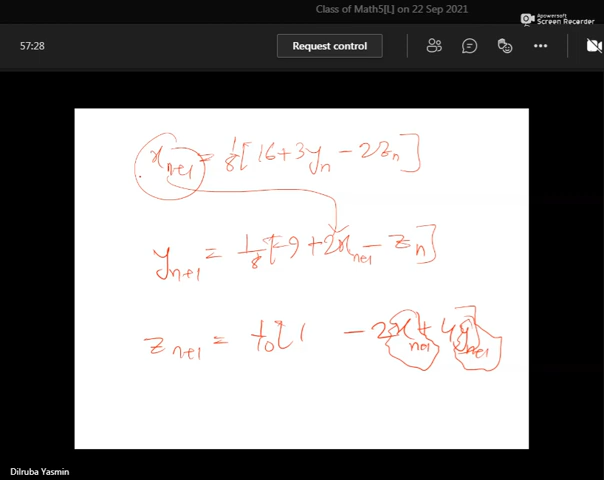 Class of Math5[L] on 22 Sep 2021
Apowersoft
Screen Recorder
57:28
Request control
x_{n+1} = 1/8 [16 + 3y_n - 2z_n]
y_{n+1} = 1/8 [-9 + 2x_{n+1} - z_n]
z_{n+1} = 1/10 [1 - 2x_{n+1} + 4y_{n+1}]
Dilruba Yasmin